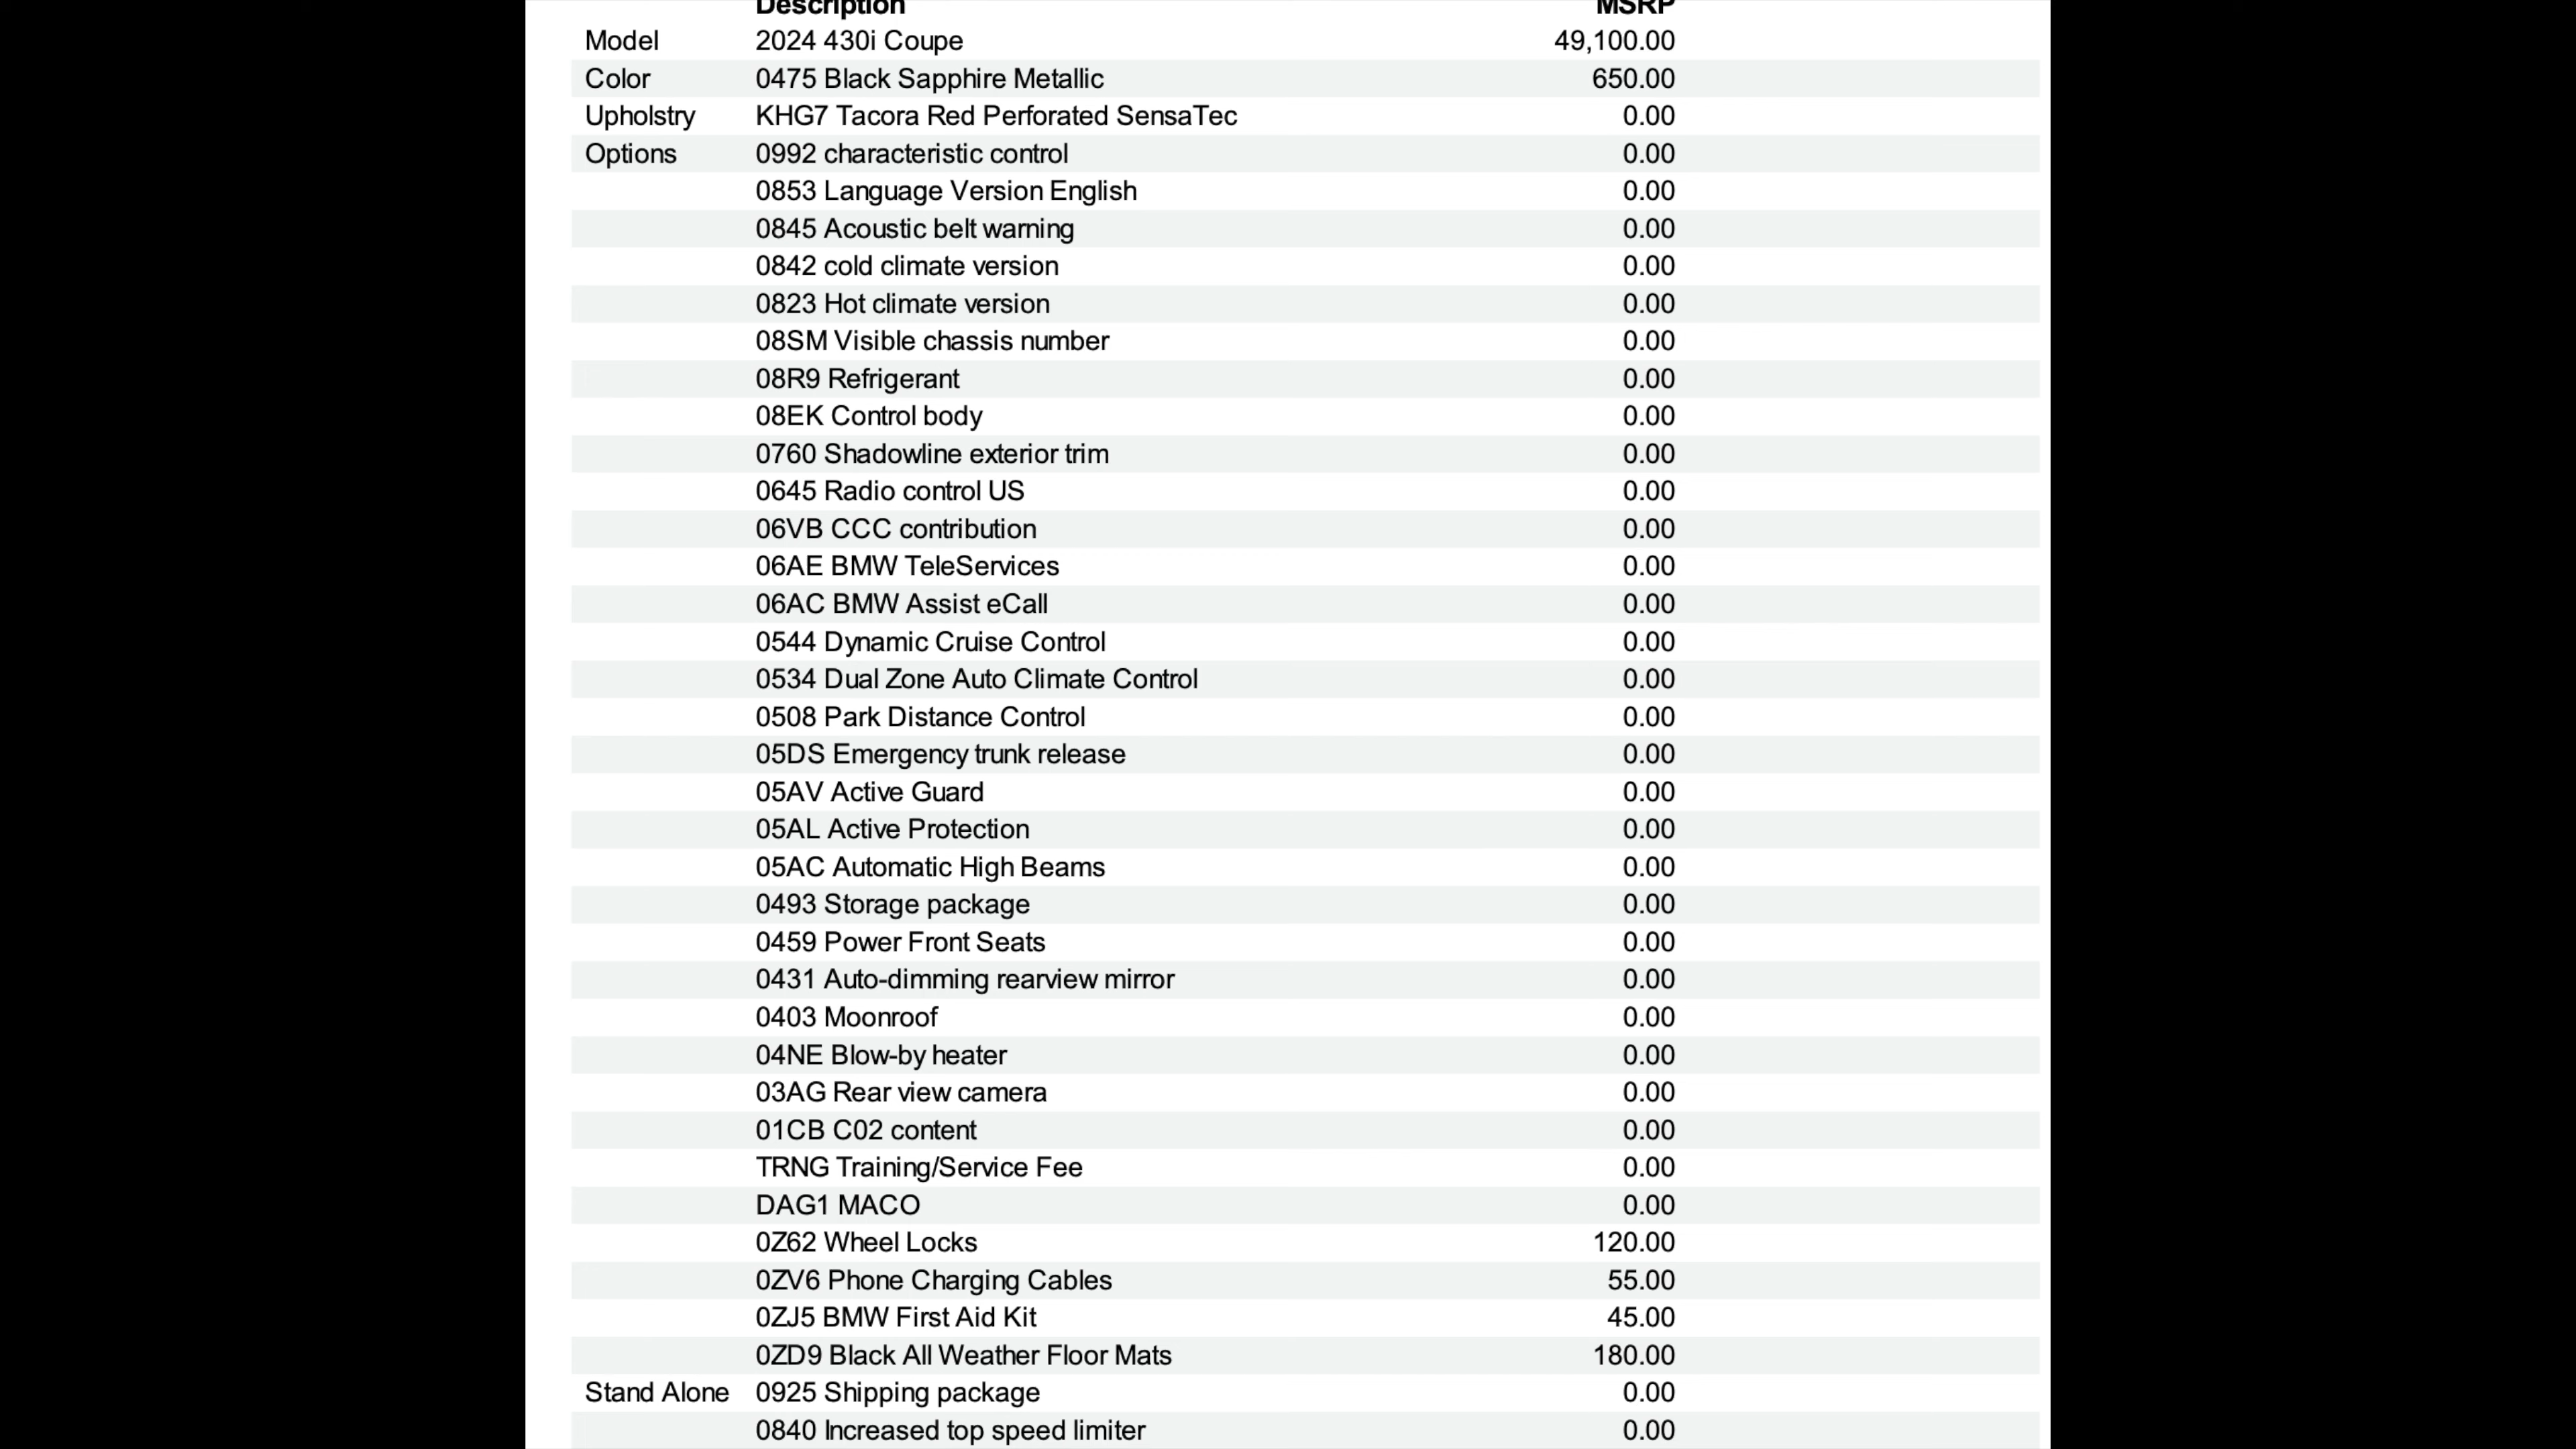 Description MSRP
Model 2024 430i Coupe 49,100.00
Color 0475 Black Sapphire Metallic 650.00
Upholstry KHG7 Tacora Red Perforated SensaTec 0.00
Options 0992 characteristic control 0.00
0853 Language Version English 0.00
0845 Acoustic belt warning 0.00
0842 cold climate version 0.00
0823 Hot climate version 0.00
08SM Visible chassis number 0.00
08R9 Refrigerant 0.00
08EK Control body 0.00
0760 Shadowline exterior trim 0.00
0645 Radio control US 0.00
06VB CCC contribution 0.00
06AE BMW TeleServices 0.00
06AC BMW Assist eCall 0.00
0544 Dynamic Cruise Control 0.00
0534 Dual Zone Auto Climate Control 0.00
0508 Park Distance Control 0.00
05DS Emergency trunk release 0.00
05AV Active Guard 0.00
05AL Active Protection 0.00
05AC Automatic High Beams 0.00
0493 Storage package 0.00
0459 Power Front Seats 0.00
0431 Auto-dimming rearview mirror 0.00
0403 Moonroof 0.00
04NE Blow-by heater 0.00
03AG Rear view camera 0.00
01CB C02 content 0.00
TRNG Training/Service Fee 0.00
DAG1 MACO 0.00
0Z62 Wheel Locks 120.00
0ZV6 Phone Charging Cables 55.00
0ZJ5 BMW First Aid Kit 45.00
0ZD9 Black All Weather Floor Mats 180.00
Stand Alone 0925 Shipping package 0.00
0840 Increased top speed limiter 0.00